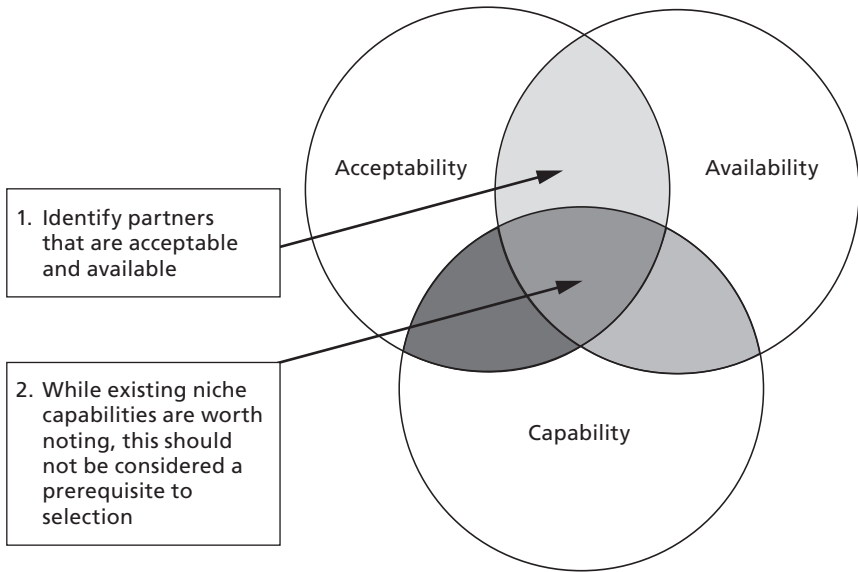 Acceptability
Availability
1. Identify partners
that are acceptable
and available
2. While existing niche
capabilities are worth
noting, this should
not be considered a
prerequisite to
selection
Capability